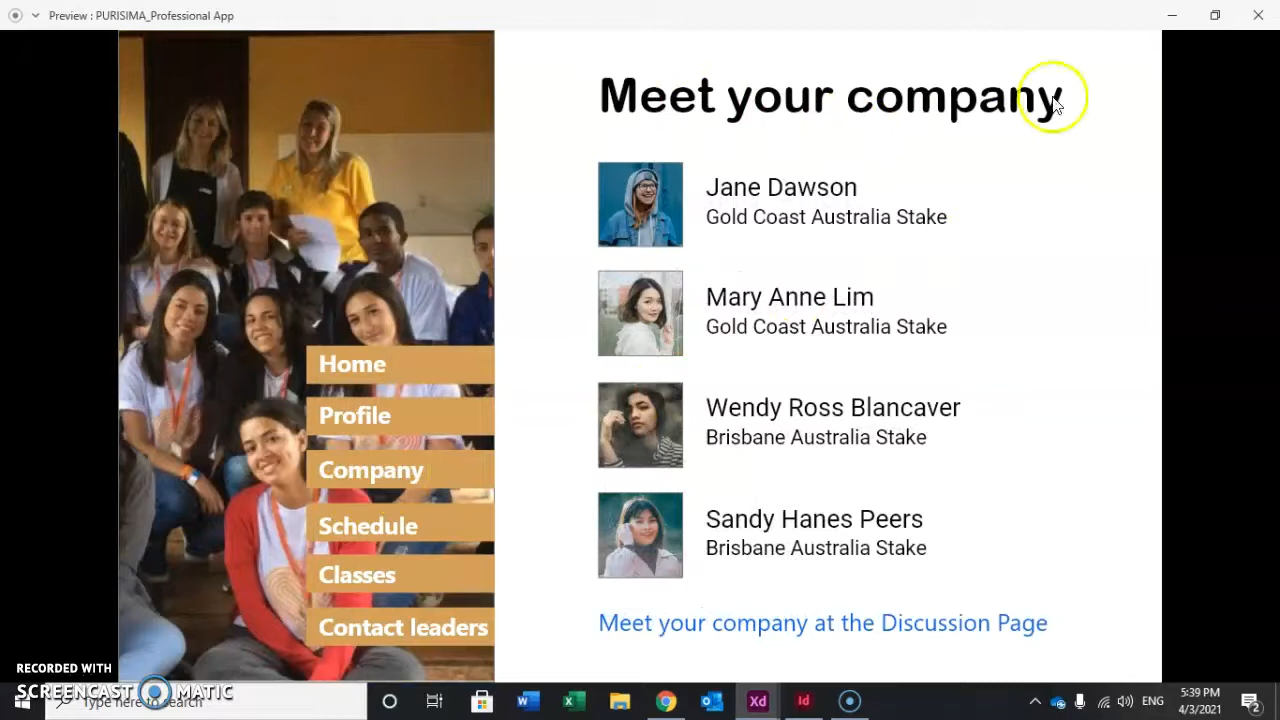 Preview : PURISIMA_Professional App
Meet your company
Jane Dawson
Gold Coast Australia Stake
Mary Anne Lim
Gold Coast Australia Stake
Wendy Ross Blancaver
Brisbane Australia Stake
Sandy Hanes Peers
Brisbane Australia Stake
Meet your company at the Discussion Page
Home
Profile
Company
Schedule
Classes
Contact leaders
RECORDED WITH
SCREENCAST MATIC
Type here to search
Xd
Id
ENG
5:39 PM
4/3/2021
2